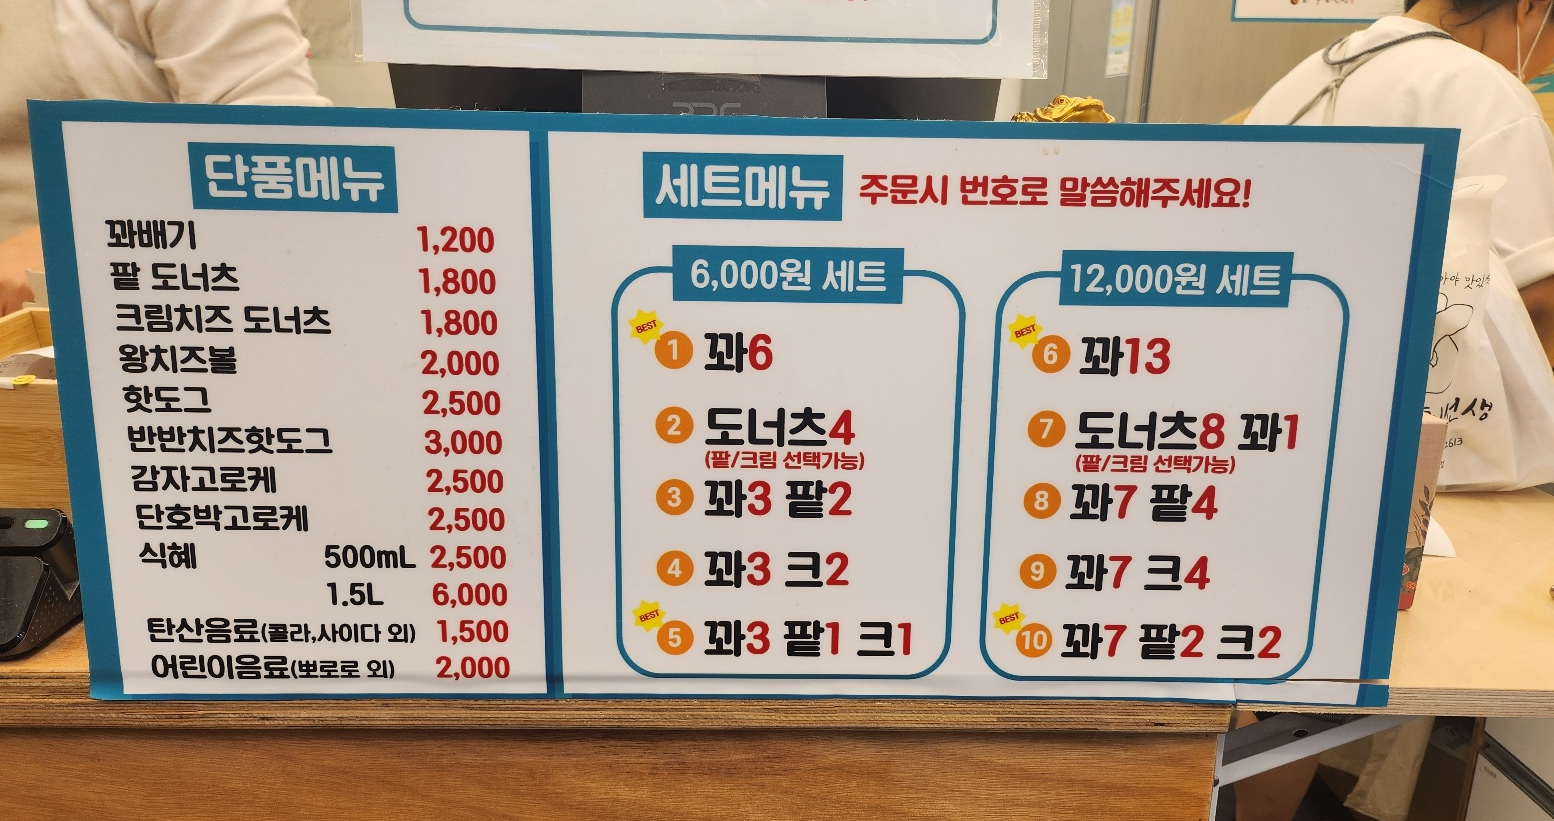 단품메뉴
꽈배기 1,200
팥 도너츠 1,800
크림치즈 도너츠 1,800
왕치즈볼 2,000
핫도그 2,500
반반치즈핫도그 3,000
감자고로케 2,500
단호박고로케 2,500
식혜 500mL 2,500
1.5L 6,000
탄산음료(콜라,사이다 외) 1,500
어린이음료(뽀로로 외) 2,000
세트메뉴 주문시 번호로 말씀해주세요!
6,000원 세트
BEST
1 꽈6
2 도너츠4
(팥/크림 선택가능)
3 꽈3 팥2
4 꽈3 크2
BEST
5 꽈3 팥1 크1
12,000원 세트
BEST
6 꽈13
7 도너츠8 꽈1
(팥/크림 선택가능)
8 꽈7 팥4
9 꽈7 크4
BEST
10 꽈7 팥2 크2